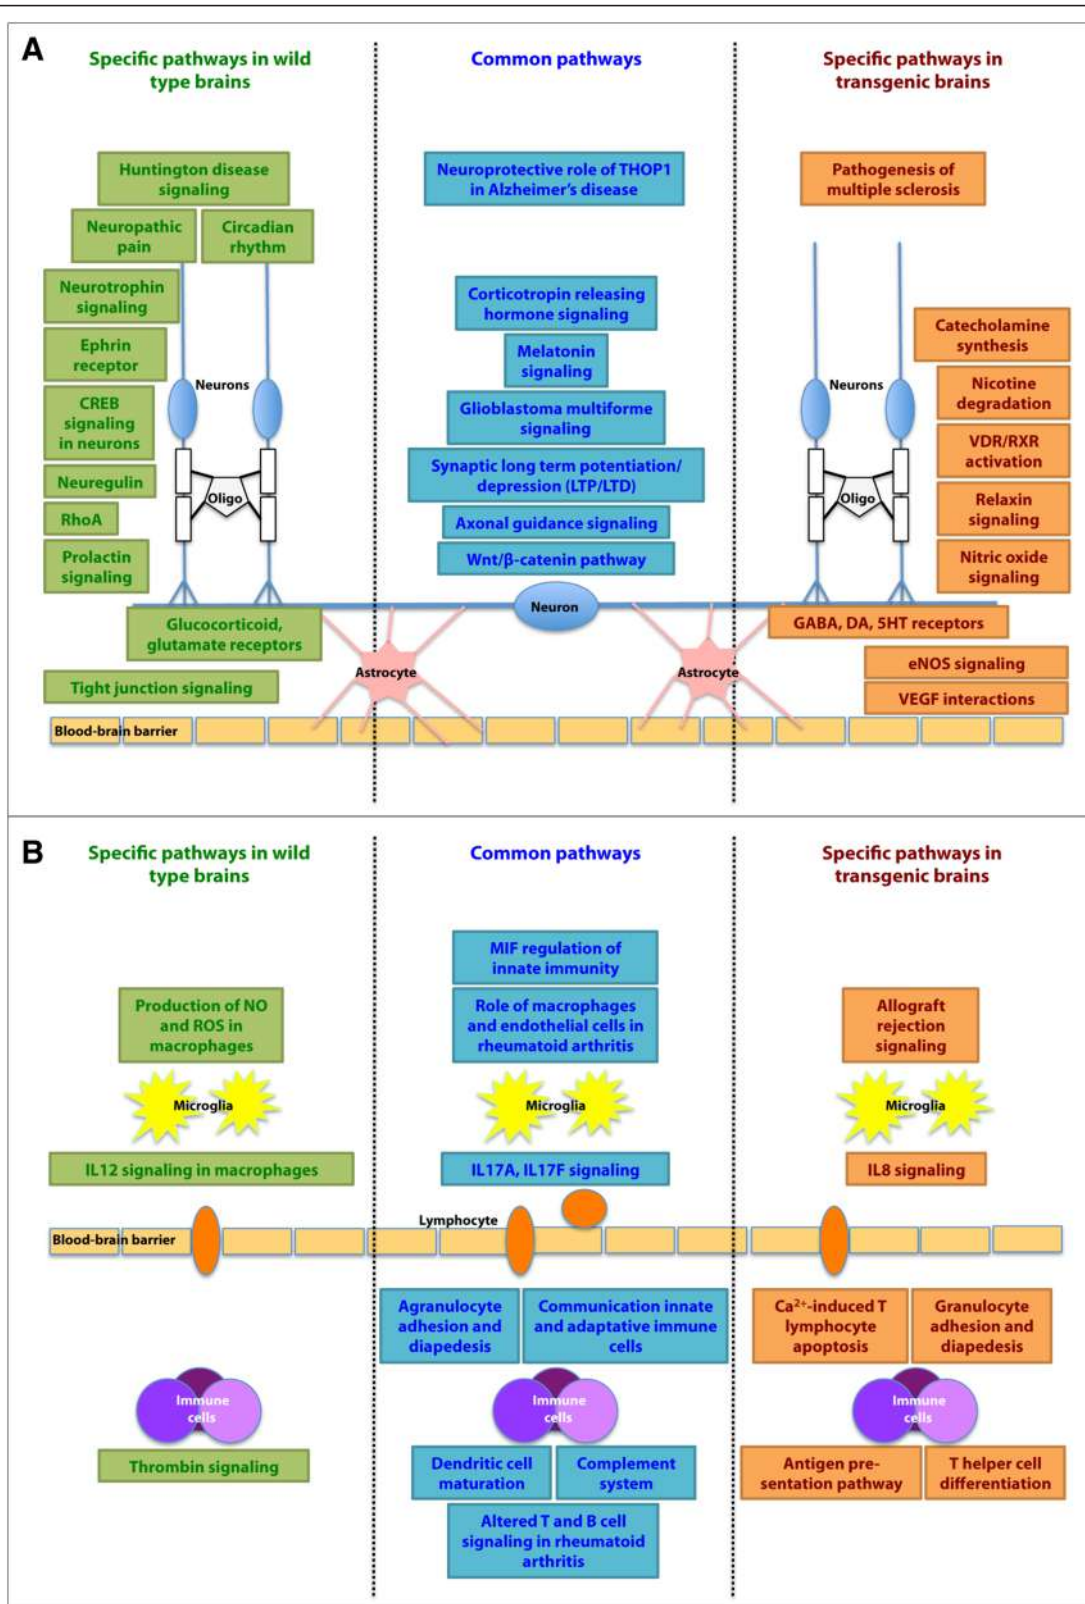 A
Specific pathways in wild
type brains
Common pathways
Specific pathways in
transgenic brains
Huntington disease
signaling
Neuropathic
pain
Circadian
rhythm
Neurotrophin
signaling
Ephrin
receptor
CREB
signaling
in neurons
Neuregulin
RhoA
Prolactin
signaling
Neurons
Oligo
Glucocorticoid,
glutamate receptors
Tight junction signaling
Blood-brain barrier
Neuroprotective role of THOP1
in Alzheimer's disease
Corticotropin releasing
hormone signaling
Melatonin
signaling
Glioblastoma multiforme
signaling
Synaptic long term potentiation/
depression (LTP/LTD)
Axonal guidance signaling
Wnt/β-catenin pathway
Neuron
Astrocyte
Astrocyte
Pathogenesis of
multiple sclerosis
Neurons
Oligo
Catecholamine
synthesis
Nicotine
degradation
VDR/RXR
activation
Relaxin
signaling
Nitric oxide
signaling
GABA, DA, 5HT receptors
eNOS signaling
VEGF interactions
B
Specific pathways in wild
type brains
Common pathways
Specific pathways in
transgenic brains
Production of NO
and ROS in
macrophages
Microglia
IL12 signaling in macrophages
Blood-brain barrier
Immune
cells
Thrombin signaling
MIF regulation of
innate immunity
Role of macrophages
and endothelial cells in
rheumatoid arthritis
Microglia
IL17A, IL17F signaling
Lymphocyte
Agranulocyte
adhesion and
diapedesis
Communication innate
and adaptative immune
cells
Immune
cells
Dendritic cell
maturation
Complement
system
Altered T and B cell
signaling in rheumatoid
arthritis
Allograft
rejection
signaling
Microglia
IL8 signaling
Ca²⁺-induced T
lymphocyte
apoptosis
Granulocyte
adhesion and
diapedesis
Immune
cells
Antigen pre-
sentation pathway
T helper cell
differentiation